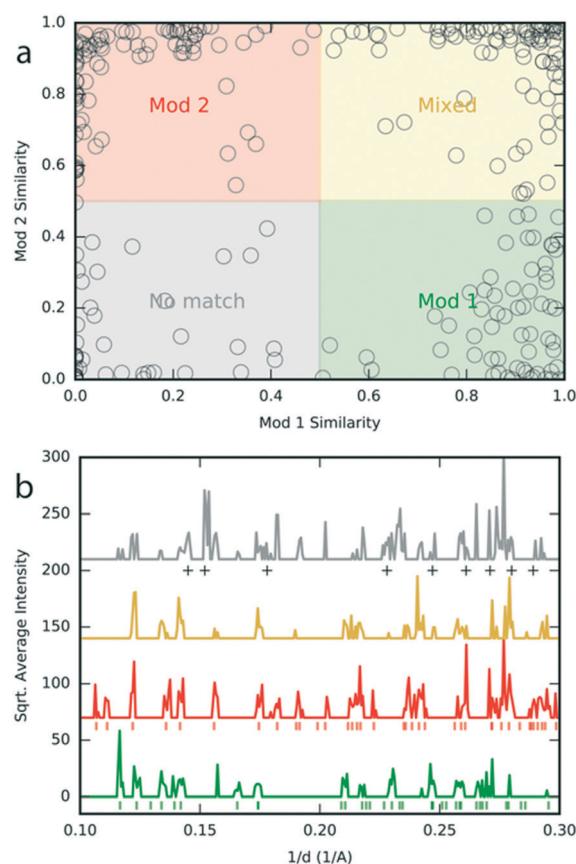 a
1.0
0.8
0.6
0.4
0.2
0.0
Mod 2 Similarity
Mod 2
Mixed
No match
Mod 1
0.0 0.2 0.4 0.6 0.8 1.0
Mod 1 Similarity
b
300
250
200
150
100
50
0
Sqrt. Average Intensity
0.10 0.15 0.20 0.25 0.30
1/d (1/A)